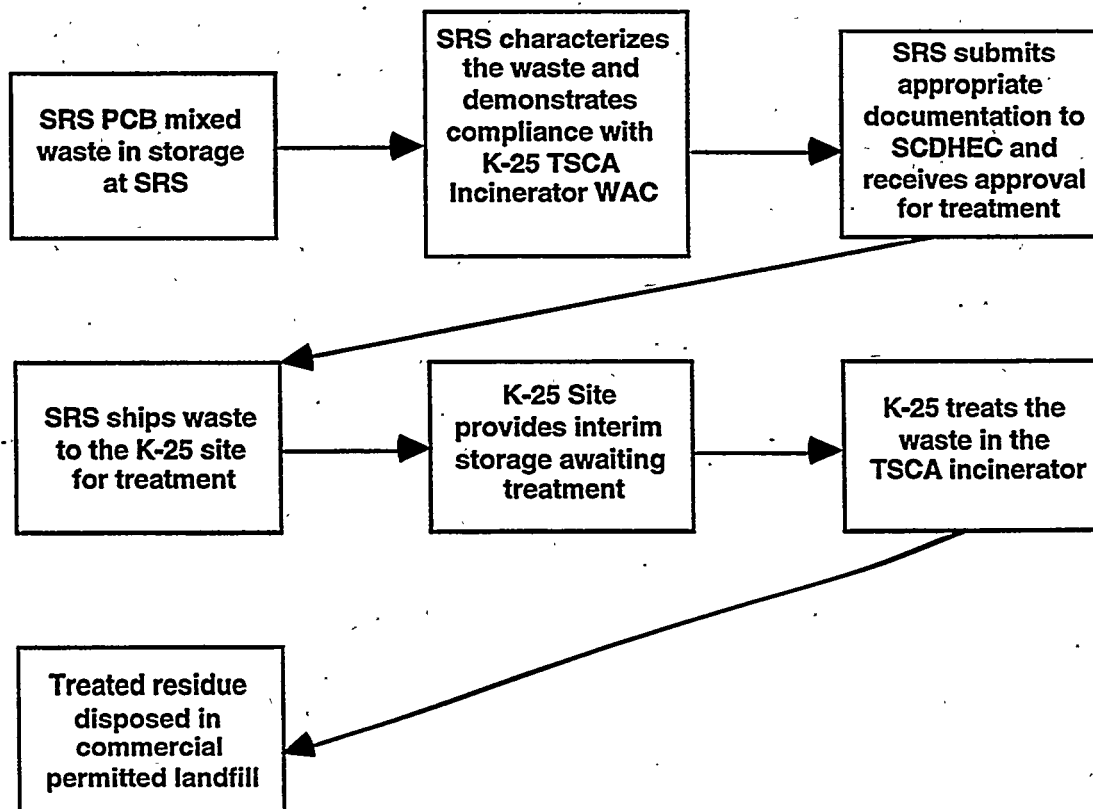 SRS PCB mixed
waste in storage
at SRS
SRS characterizes
the waste and
demonstrates
compliance with
K-25 TSCA
Incinerator WAC
SRS submits
appropriate
documentation to
SCDHEC and
receives approval
for treatment
SRS ships waste
to the K-25 site
for treatment
K-25 Site
provides interim
storage awaiting
treatment
K-25 treats the
waste in the
TSCA incinerator
Treated residue
disposed in
commercial
permitted landfill